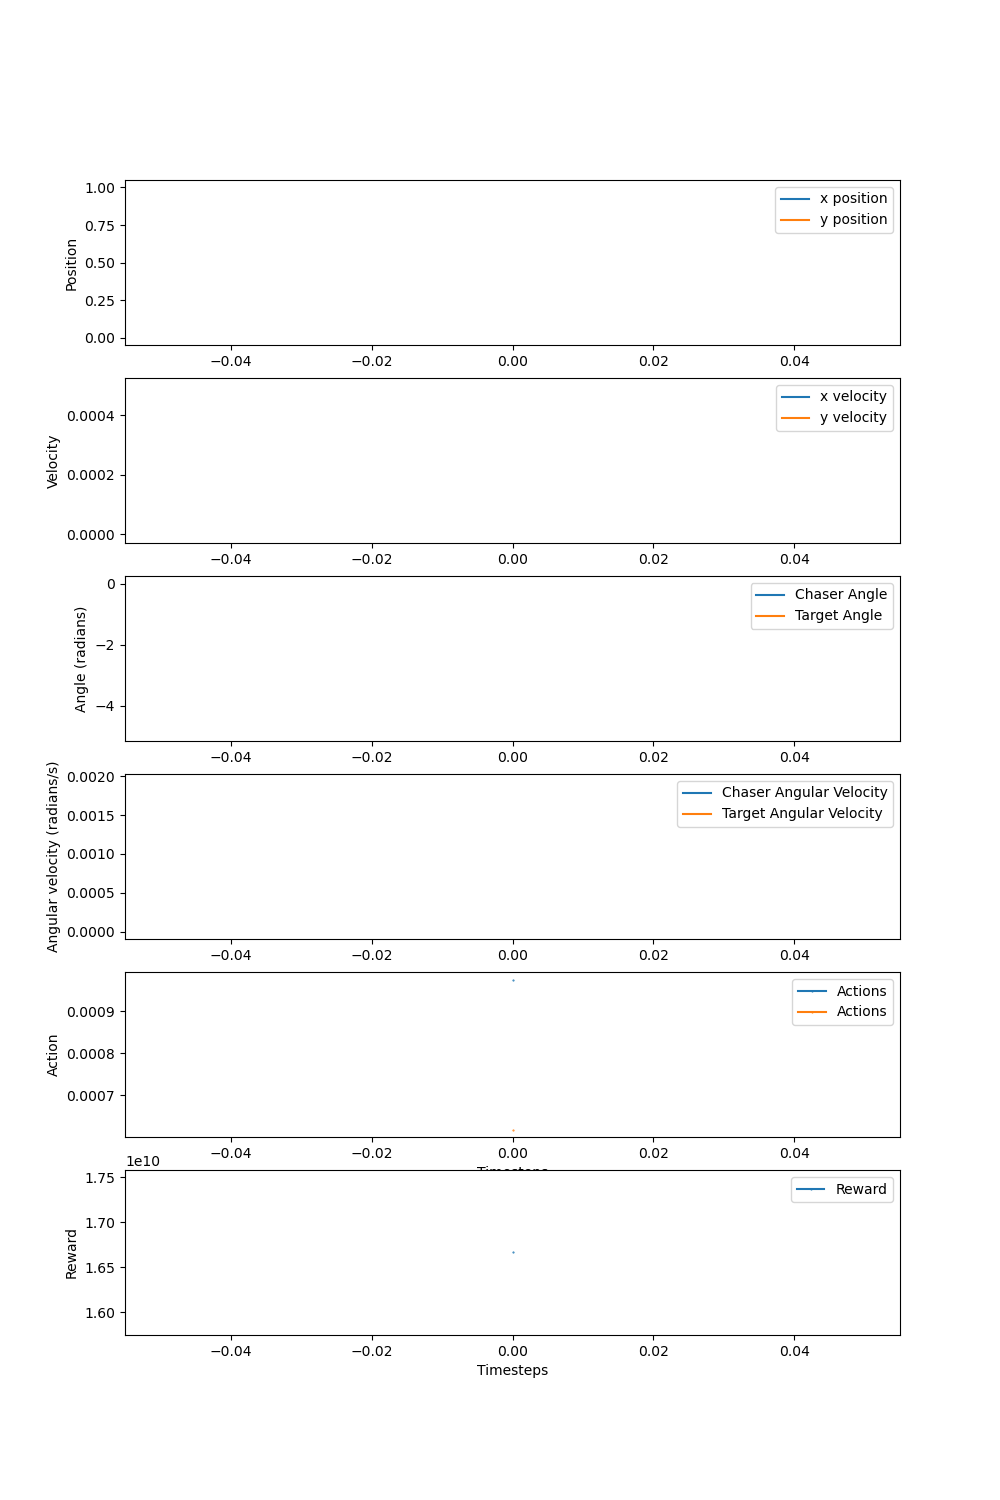 1.00
0.75
0.50
0.25
0.00
Position
x position
y position
−0.04 −0.02 0.00 0.02 0.04
0.0004
0.0002
0.0000
Velocity
x velocity
y velocity
−0.04 −0.02 0.00 0.02 0.04
0
−2
−4
Angle (radians)
Chaser Angle
Target Angle
−0.04 −0.02 0.00 0.02 0.04
0.0020
0.0015
0.0010
0.0005
0.0000
Angular velocity (radians/s)
Chaser Angular Velocity
Target Angular Velocity
−0.04 −0.02 0.00 0.02 0.04
0.0009
0.0008
0.0007
Action
Actions
Actions
−0.04 −0.02 0.00 0.02 0.04
Timesteps
1e10
1.75
1.70
1.65
1.60
Reward
Reward
−0.04 −0.02 0.00 0.02 0.04
Timesteps